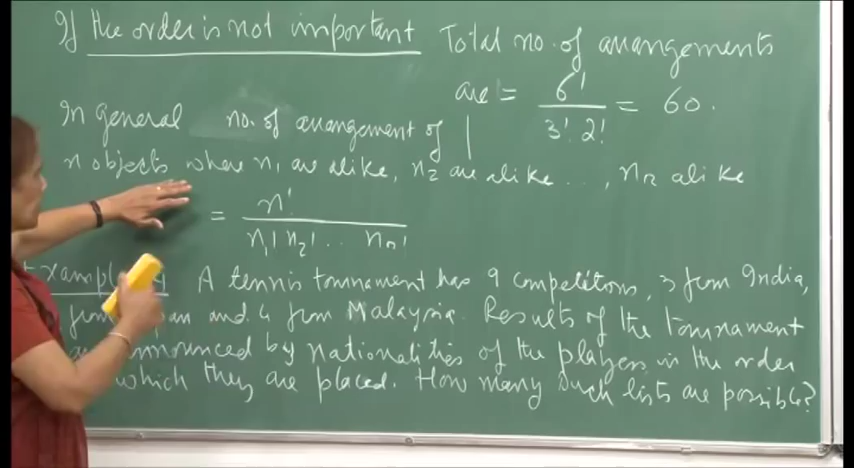 If the order is not important Total no. of arrangements
are = 6! / 3! 2! = 60.
In general no. of arrangement of
n objects where n₁ are alike, n₂ are alike ..., nᵣ alike
= n! / n₁! n₂! .. nᵣ!
A tennis tournament has 9 competitors, 3 from India,
from and 4 from Malaysia. Results of the Tournament
announced by nationalities of the players in the order
which they are placed. How many such lists are possible?